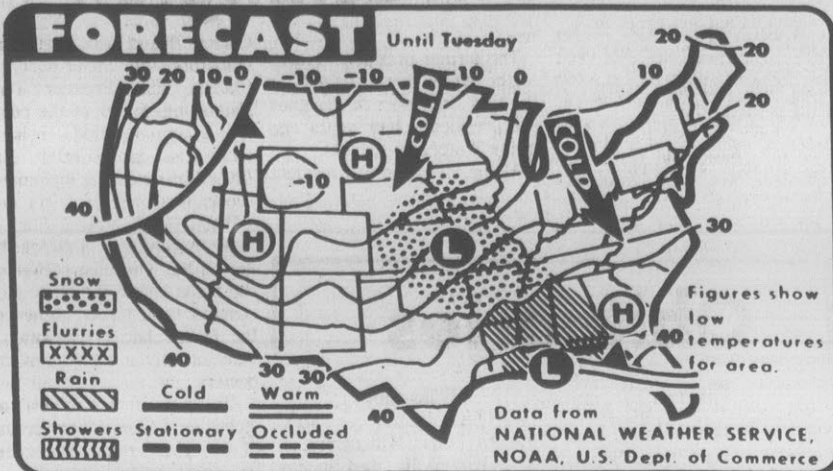 FORECAST Until Tuesday
30 20 10 0 -10 -10 -10 0 10 20 20
20
COLD COLD
H
-10
40 H L 30
Snow
Flurries
Rain
Showers
H
Figures show
low
temperatures
for area.
40
40 30 30 L
40
Cold Warm
Stationary Occluded
Data from
NATIONAL WEATHER SERVICE,
NOAA, U.S. Dept. of Commerce